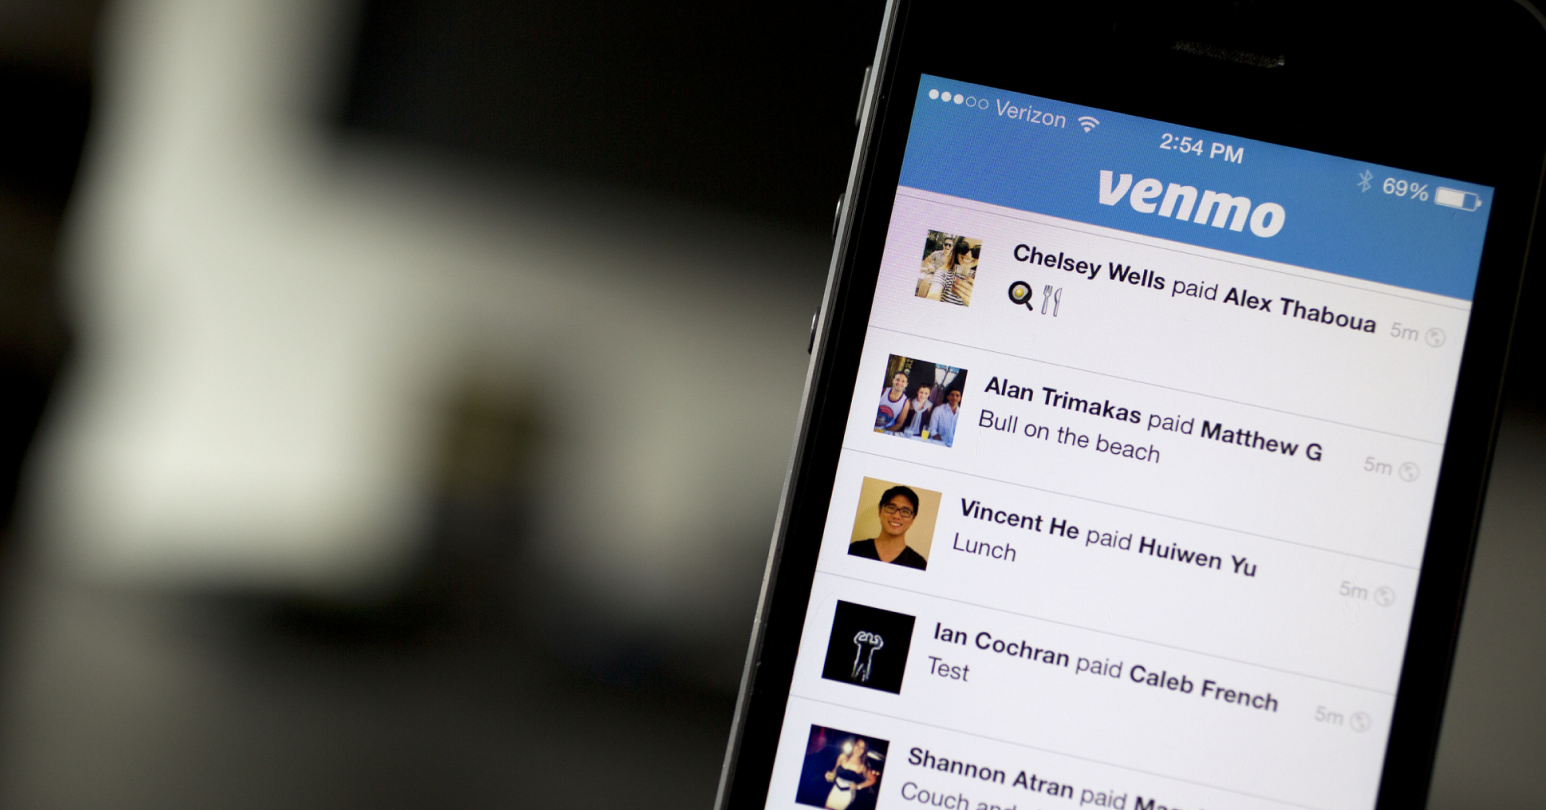 Verizon 2:54 PM 69%
venmo
Chelsey Wells paid Alex Thaboua 5m
Alan Trimakas paid Matthew G 5m
Bull on the beach
Vincent He paid Huiwen Yu 5m
Lunch
Ian Cochran paid Caleb French 5m
Test
Shannon Atran paid
Couch and